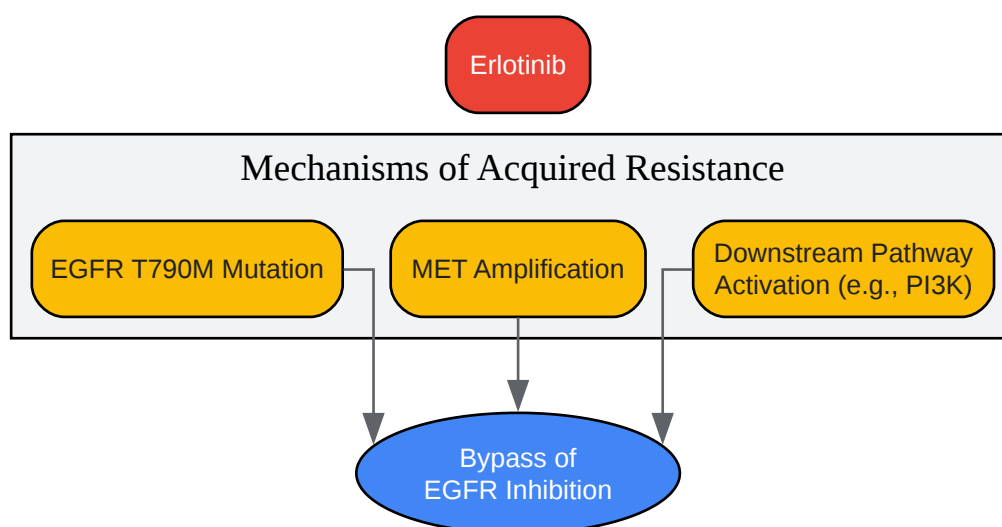 Erlotinib
Mechanisms of Acquired Resistance
EGFR T790M Mutation
MET Amplification
Downstream Pathway
Activation (e.g., PI3K)
Bypass of
EGFR Inhibition